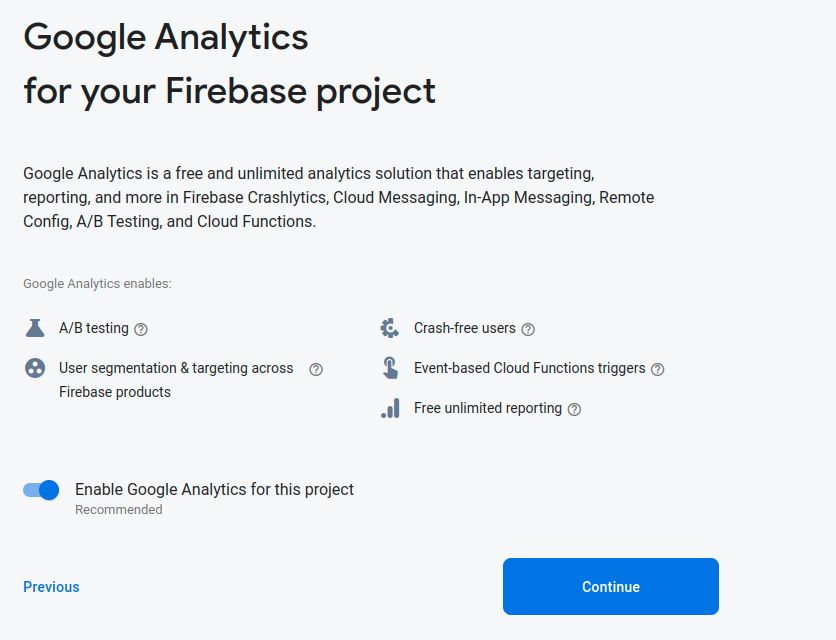 Google Analytics
for your Firebase project
Google Analytics is a free and unlimited analytics solution that enables targeting,
reporting, and more in Firebase Crashlytics, Cloud Messaging, In-App Messaging, Remote
Config, A/B Testing, and Cloud Functions.
Google Analytics enables:
A/B testing
User segmentation & targeting across
Firebase products
Crash-free users
Event-based Cloud Functions triggers
Free unlimited reporting
Enable Google Analytics for this project
Recommended
Previous
Continue